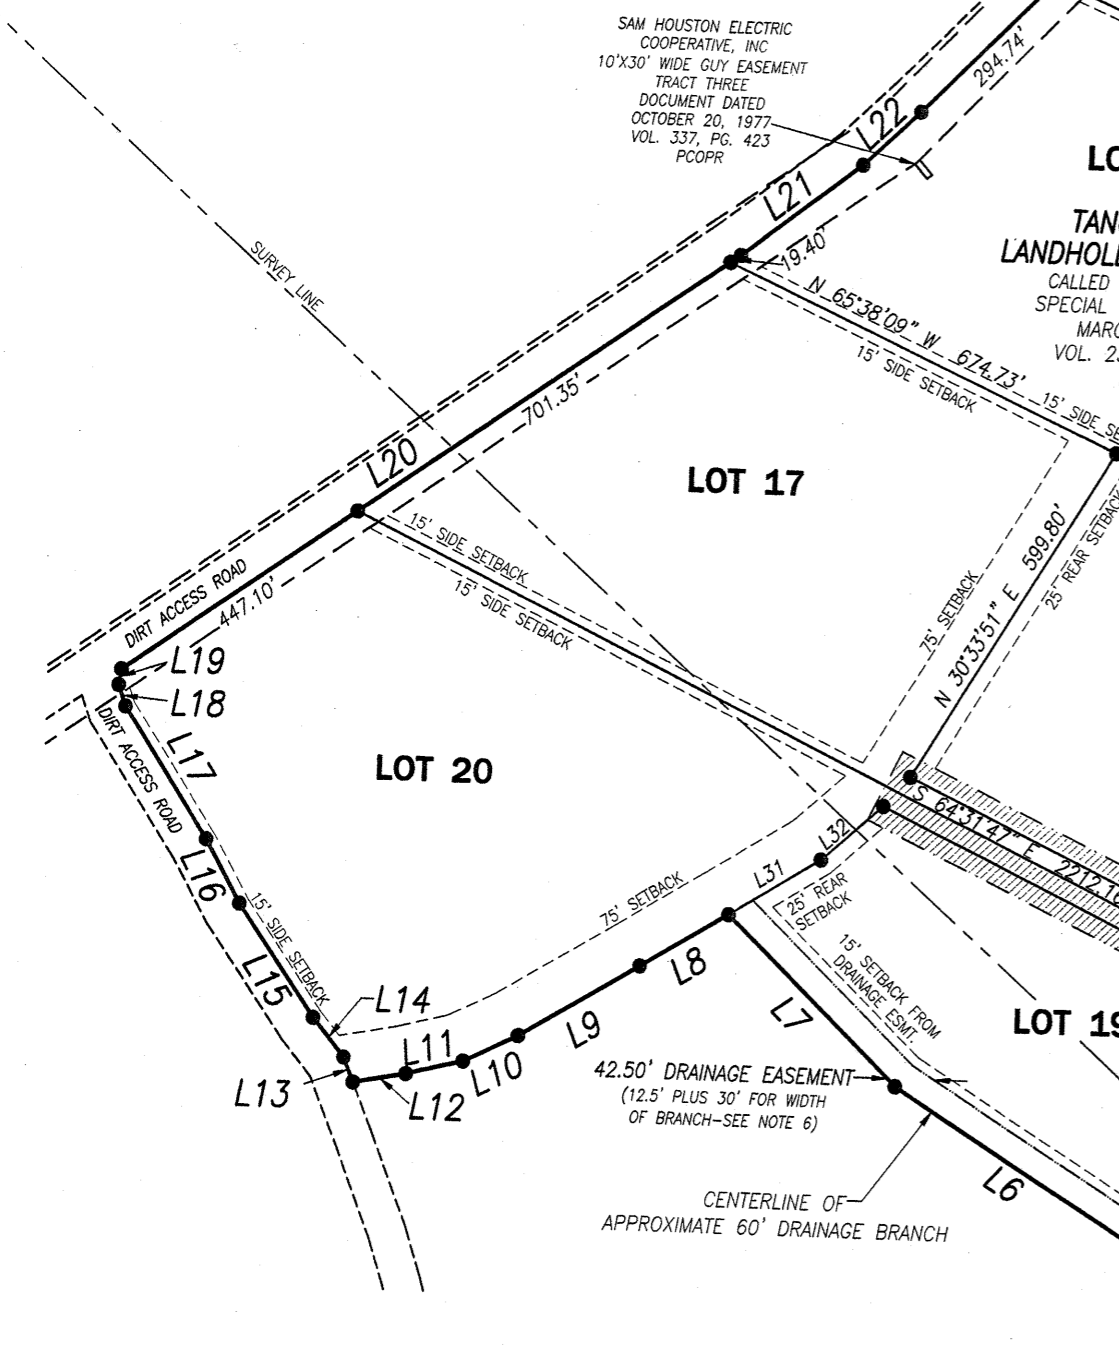 SAM HOUSTON ELECTRIC
COOPERATIVE, INC
10'X30' WIDE GUY EASEMENT
TRACT THREE
DOCUMENT DATED
OCTOBER 20, 1977
VOL. 337, PG. 423
PCOPR
294.74'
L22
L21
19.40'
LO
TAN
LANDHOL
CALLED
SPECIAL
MARC
VOL. 2
SURVEY LINE
N 65°38'09" W 674.73'
15' SIDE SETBACK
15' SIDE SE
701.35'
L20
LOT 17
15' SIDE SETBACK
15' SIDE SETBACK
N 30°33'51" E 599.80'
25' REAR SETBACK
75' SETBACK
DIRT ACCESS ROAD
447.10'
L19
L18
DIRT ACCESS ROAD
L17
LOT 20
S 64°31'47" E 2212.16
L16
L32
L31
25' REAR
SETBACK
75' SETBACK
15' SIDE SETBACK
15' SETBACK FROM
DRAINAGE ESMT.
L15
L14
L8
L7
L9
LOT 19
L11
L10
L13
L12
42.50' DRAINAGE EASEMENT
(12.5' PLUS 30' FOR WIDTH
OF BRANCH-SEE NOTE 6)
L6
CENTERLINE OF
APPROXIMATE 60' DRAINAGE BRANCH